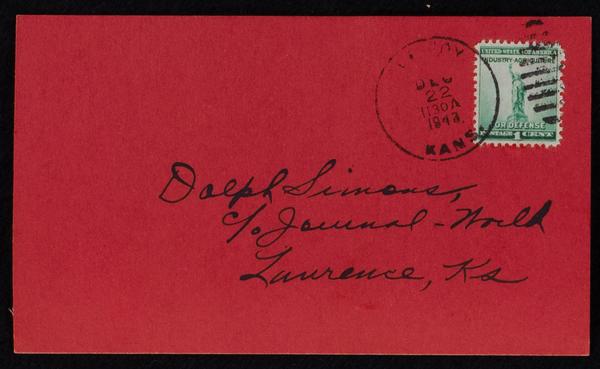 DEC
22
1130A
1943
KANS.
UNITED STATES OF AMERICA
INDUSTRY-AGRICULTURE
FOR DEFENSE
POSTAGE 1 CENT
Dolph Simons,
c/o Journal-World
Lawrence, Ks